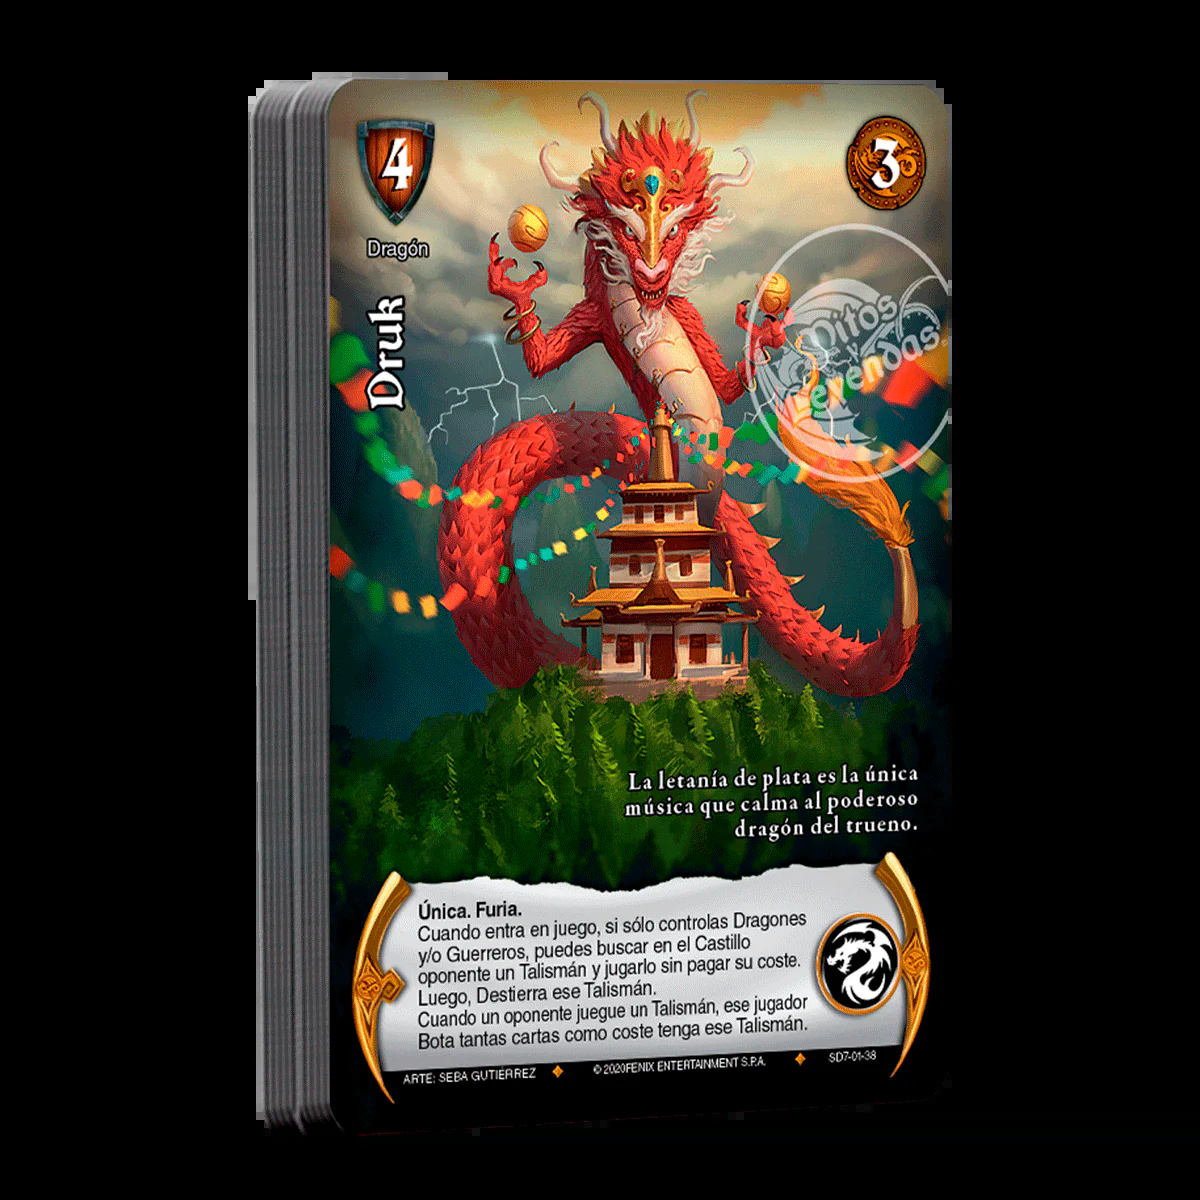 4
3
Dragón
Druk
Mitos
y
Leyendas
La letanía de plata es la única
música que calma al poderoso
dragón del trueno.
Única. Furia.
Cuando entra en juego, si sólo controlas Dragones
y/o Guerreros, puedes buscar en el Castillo
oponente un Talismán y jugarlo sin pagar su coste.
Luego, Destierra ese Talismán.
Cuando un oponente juegue un Talismán, ese jugador
Bota tantas cartas como coste tenga ese Talismán.
ARTE: SEBA GUTIÉRREZ
© 2020FENIX ENTERTAINMENT S.P.A.
SD7-01-38